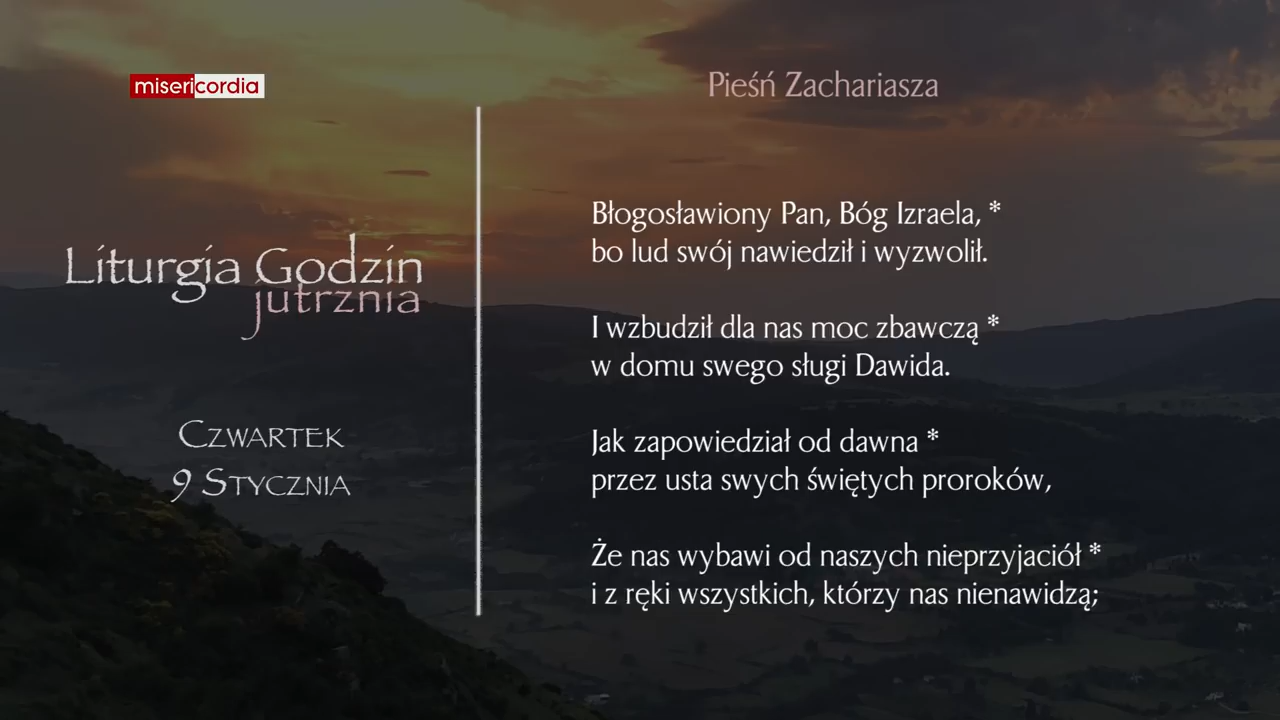 misericordia
Liturgia Godzin
jutrznia
Czwartek
9 Stycznia
Pieśń Zachariasza
Błogosławiony Pan, Bóg Izraela, *
bo lud swój nawiedził i wyzwolił.
I wzbudził dla nas moc zbawczą *
w domu swego sługi Dawida.
Jak zapowiedział od dawna *
przez usta swych świętych proroków,
Że nas wybawi od naszych nieprzyjaciół *
i z ręki wszystkich, którzy nas nienawidzą;